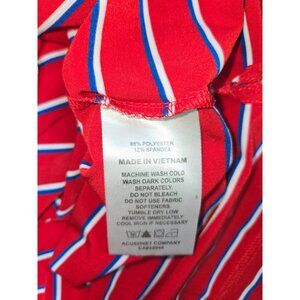 POLYESTER
12% SPANDEX
MADE IN VIETNAM
MACHINE WASH COLD
WASH DARK COLORS
SEPARATELY.
DO NOT BLEACH
DO NOT USE FABRIC
SOFTENERS
TUMBLE DRY LOW
REMOVE IMMEDIATELY
COOL IRON IF NECESSARY
ACUSHNET COMPANY